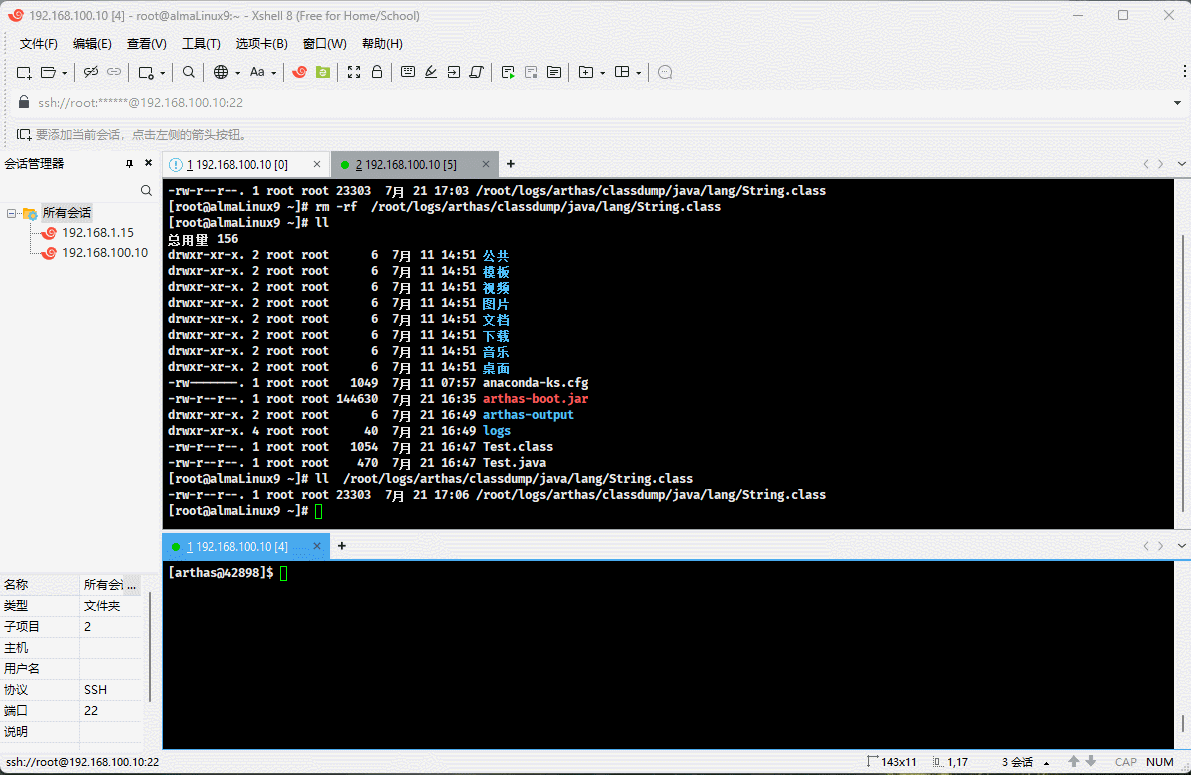 192.168.100.10 [4] - root@almaLinux9:~ - Xshell 8 (Free for Home/School)
文件(F) 编辑(E) 查看(V) 工具(T) 选项卡(B) 窗口(W) 帮助(H)
Aa
ssh://root:******@192.168.100.10:22
要添加当前会话，点击左侧的箭头按钮。
会话管理器
所有会话
192.168.1.15
192.168.100.10
1 192.168.100.10 [0] × 2 192.168.100.10 [5] × +
-rw-r--r--. 1 root root 23303  7月 21 17:03 /root/logs/arthas/classdump/java/lang/String.class
[root@almaLinux9 ~]# rm -rf  /root/logs/arthas/classdump/java/lang/String.class
[root@almaLinux9 ~]# ll
总用量 156
drwxr-xr-x. 2 root root      6  7月 11 14:51 公共
drwxr-xr-x. 2 root root      6  7月 11 14:51 模板
drwxr-xr-x. 2 root root      6  7月 11 14:51 视频
drwxr-xr-x. 2 root root      6  7月 11 14:51 图片
drwxr-xr-x. 2 root root      6  7月 11 14:51 文档
drwxr-xr-x. 2 root root      6  7月 11 14:51 下载
drwxr-xr-x. 2 root root      6  7月 11 14:51 音乐
drwxr-xr-x. 2 root root      6  7月 11 14:51 桌面
-rw-------. 1 root root   1049  7月 11 07:57 anaconda-ks.cfg
-rw-r--r--. 1 root root 144630  7月 21 16:35 arthas-boot.jar
drwxr-xr-x. 2 root root      6  7月 21 16:49 arthas-output
drwxr-xr-x. 4 root root     40  7月 21 16:49 logs
-rw-r--r--. 1 root root   1054  7月 21 16:47 Test.class
-rw-r--r--. 1 root root    470  7月 21 16:47 Test.java
[root@almaLinux9 ~]# ll  /root/logs/arthas/classdump/java/lang/String.class
-rw-r--r--. 1 root root 23303  7月 21 17:06 /root/logs/arthas/classdump/java/lang/String.class
[root@almaLinux9 ~]#
1 192.168.100.10 [4] × +
[arthas@42898]$
名称 所有会话 ...
类型 文件夹
子项目 2
主机
用户名
协议 SSH
端口 22
说明
ssh://root@192.168.100.10:22 143x11 1,17 3 会话 CAP NUM